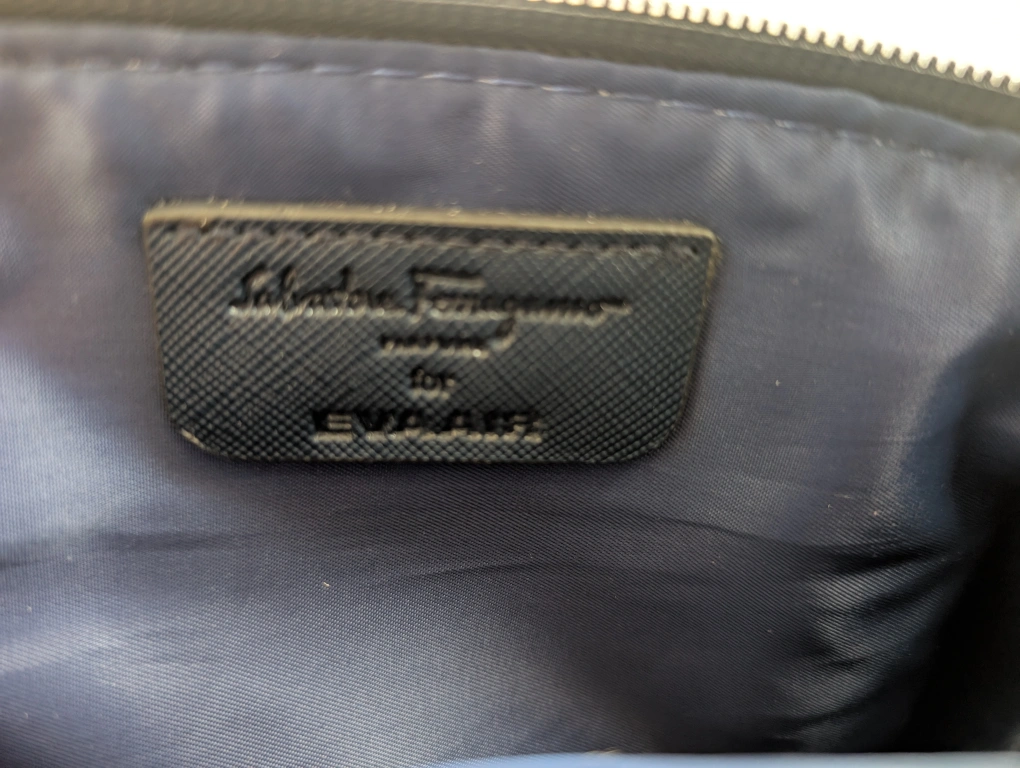 Salvatore Ferragamo
for
EVA AIR